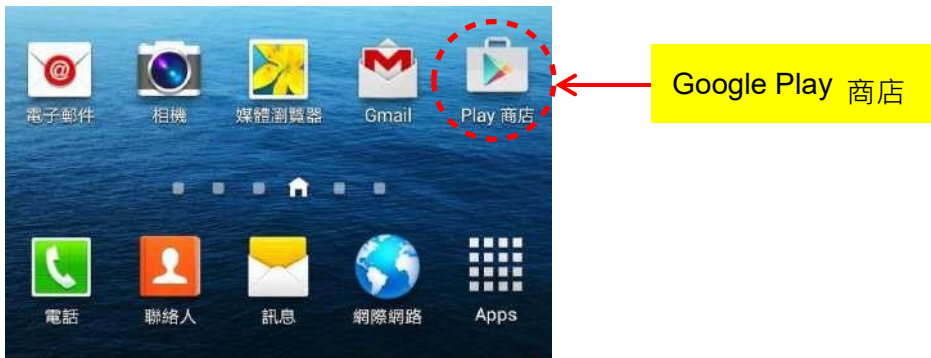 電子郵件
相機
媒體瀏覽器
Gmail
Play 商店
Google Play 商店
電話
聯絡人
訊息
網際網路
Apps